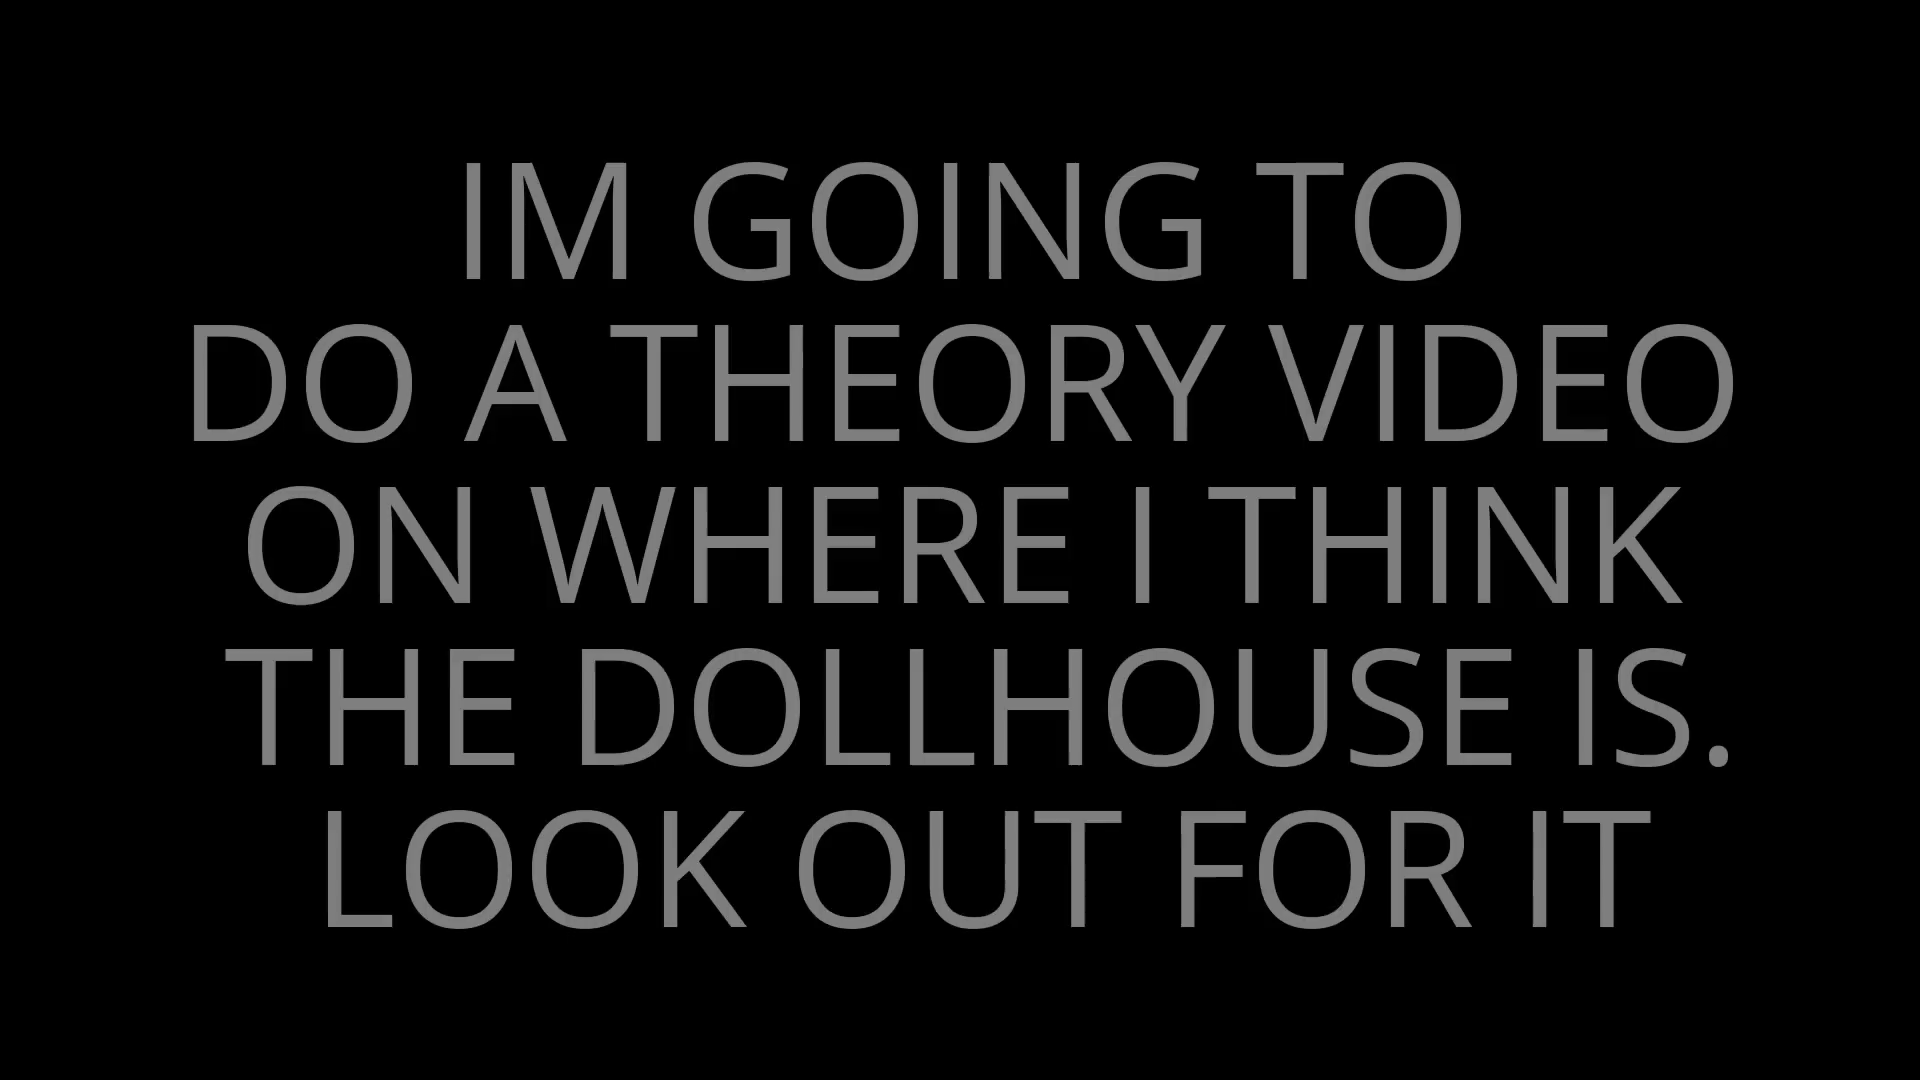 IM GOING TO
DO A THEORY VIDEO
ON WHERE I THINK
THE DOLLHOUSE IS.
LOOK OUT FOR IT